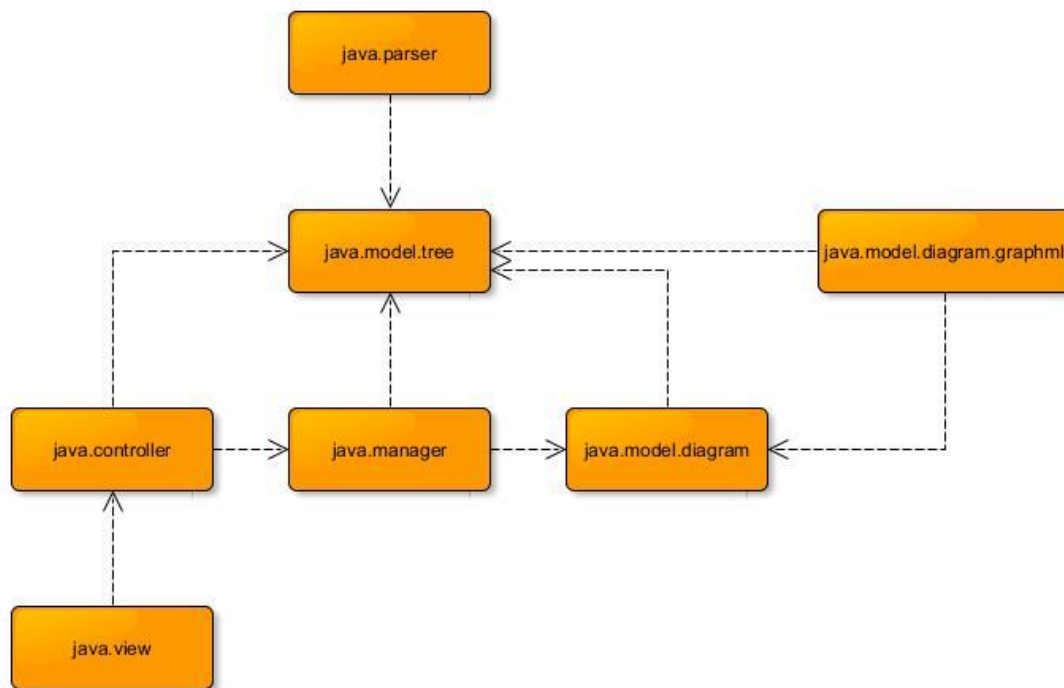 java.parser
java.model.tree
java.model.diagram.graphml
java.controller
java.manager
java.model.diagram
java.view